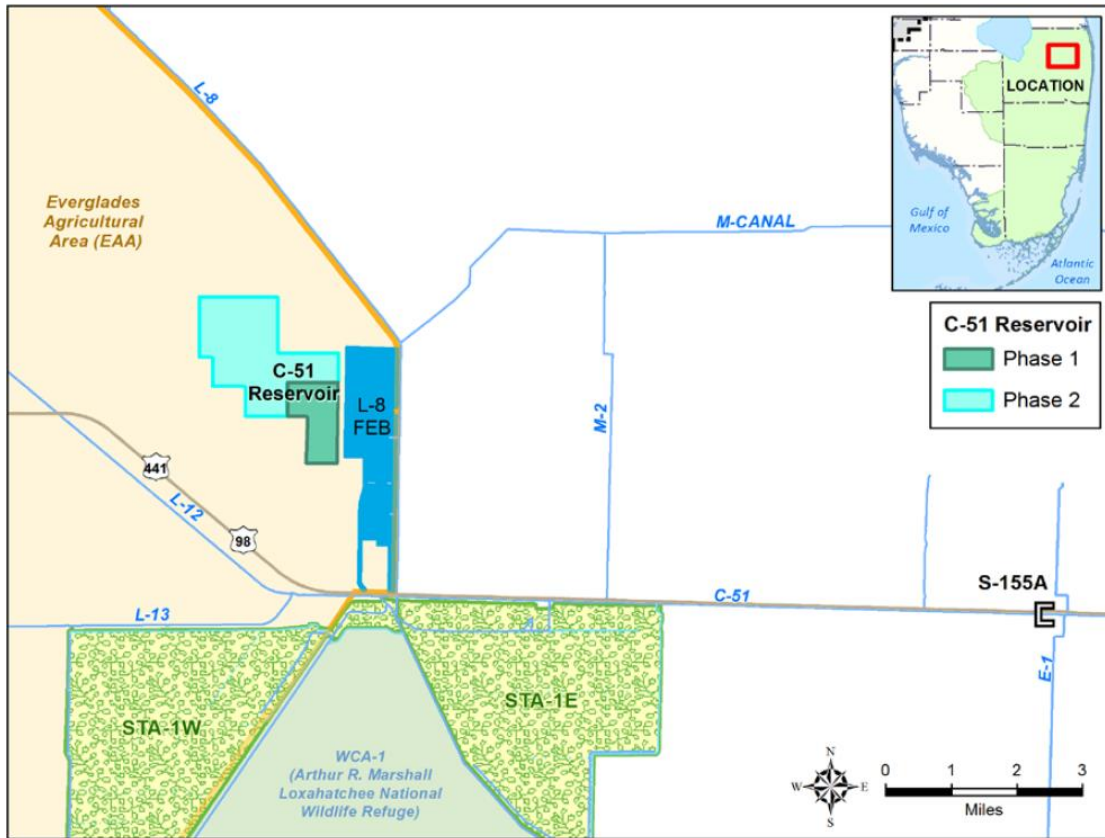 L-8
LOCATION
Gulf of
Mexico
Atlantic
Ocean
Everglades
Agricultural
Area (EAA)
M-CANAL
C-51 Reservoir
Phase 1
Phase 2
C-51
Reservoir
L-8
FEB
M-2
441
L-12
98
S-155A
C-51
L-13
E-1
STA-1W
STA-1E
WCA-1
(Arthur R. Marshall
Loxahatchee National
Wildlife Refuge)
N
W
E
S
0 1 2 3
Miles